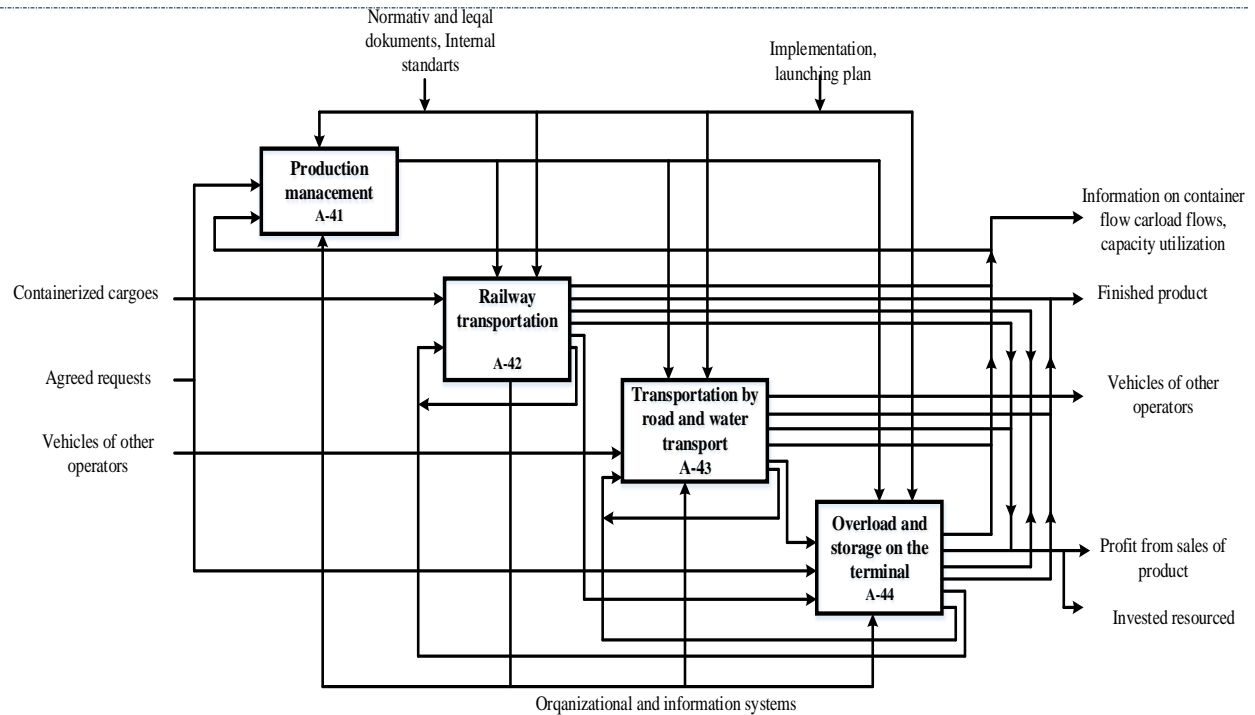 Normativ and leqal
dokuments, Internal
standarts
Implementation,
launching plan
Production
manacement
A-41
Information on container
flow carload flows,
capacity utilization
Containerized cargoes
Railway
transportation
A-42
Finished product
Agreed requests
Transportation by
road and water
transport
A-43
Vehicles of other
operators
Vehicles of other
operators
Overload and
storage on the
terminal
A-44
Profit from sales of
product
Invested resourced
Orqanizational and information systems